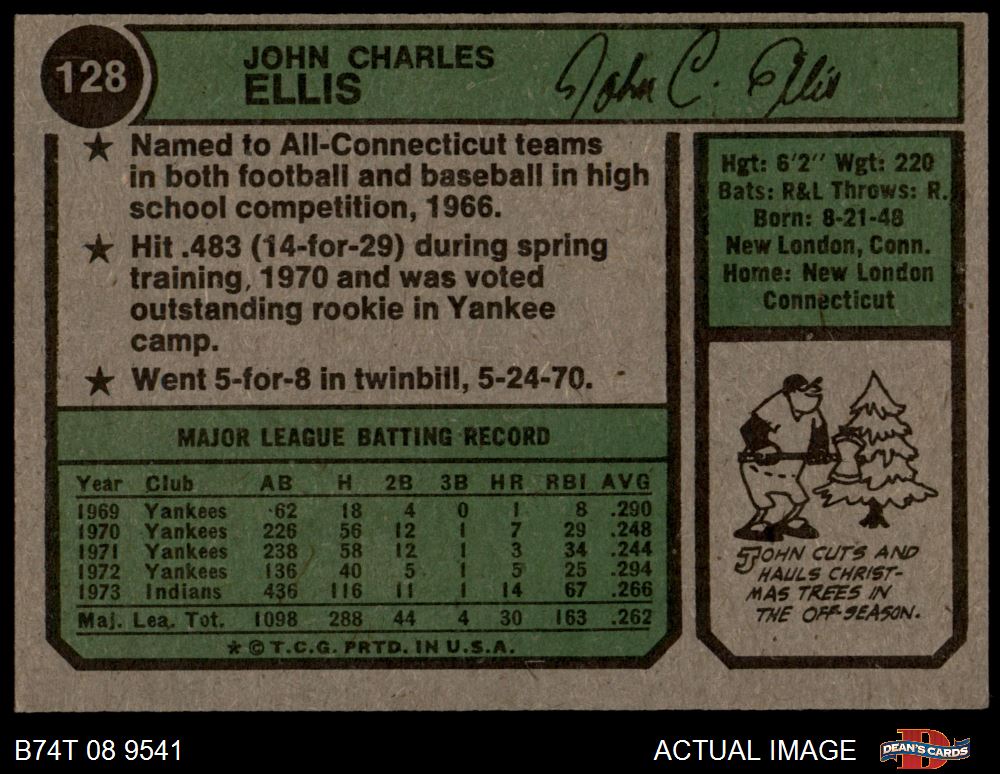 128
JOHN CHARLES
ELLIS
John C. Ellis
★ Named to All-Connecticut teams
in both football and baseball in high
school competition, 1966.
★ Hit .483 (14-for-29) during spring
training, 1970 and was voted
outstanding rookie in Yankee
camp.
★ Went 5-for-8 in twinbill, 5-24-70.
Hgt: 6'2" Wgt: 220
Bats: R&L Throws: R.
Born: 8-21-48
New London, Conn.
Home: New London
Connecticut
MAJOR LEAGUE BATTING RECORD
Year Club AB H 2B 3B HR RBI AVG
1969 Yankees 62 18 4 0 1 8 .290
1970 Yankees 226 56 12 1 7 29 .248
1971 Yankees 238 58 12 1 3 34 .244
1972 Yankees 136 40 5 1 5 25 .294
1973 Indians 436 116 11 1 14 67 .266
Maj. Lea. Tot. 1098 288 44 4 30 163 .262
★ © T.C.G. PRTD. IN U.S.A.
JOHN CUTS AND
HAULS CHRIST-
MAS TREES IN
THE OFF-SEASON.
B74T 08 9541
ACTUAL IMAGE
DEAN'S CARDS